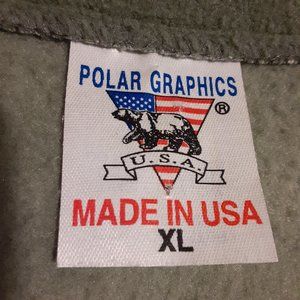 POLAR GRAPHICS
®
U.S.A.
MADE IN USA
XL